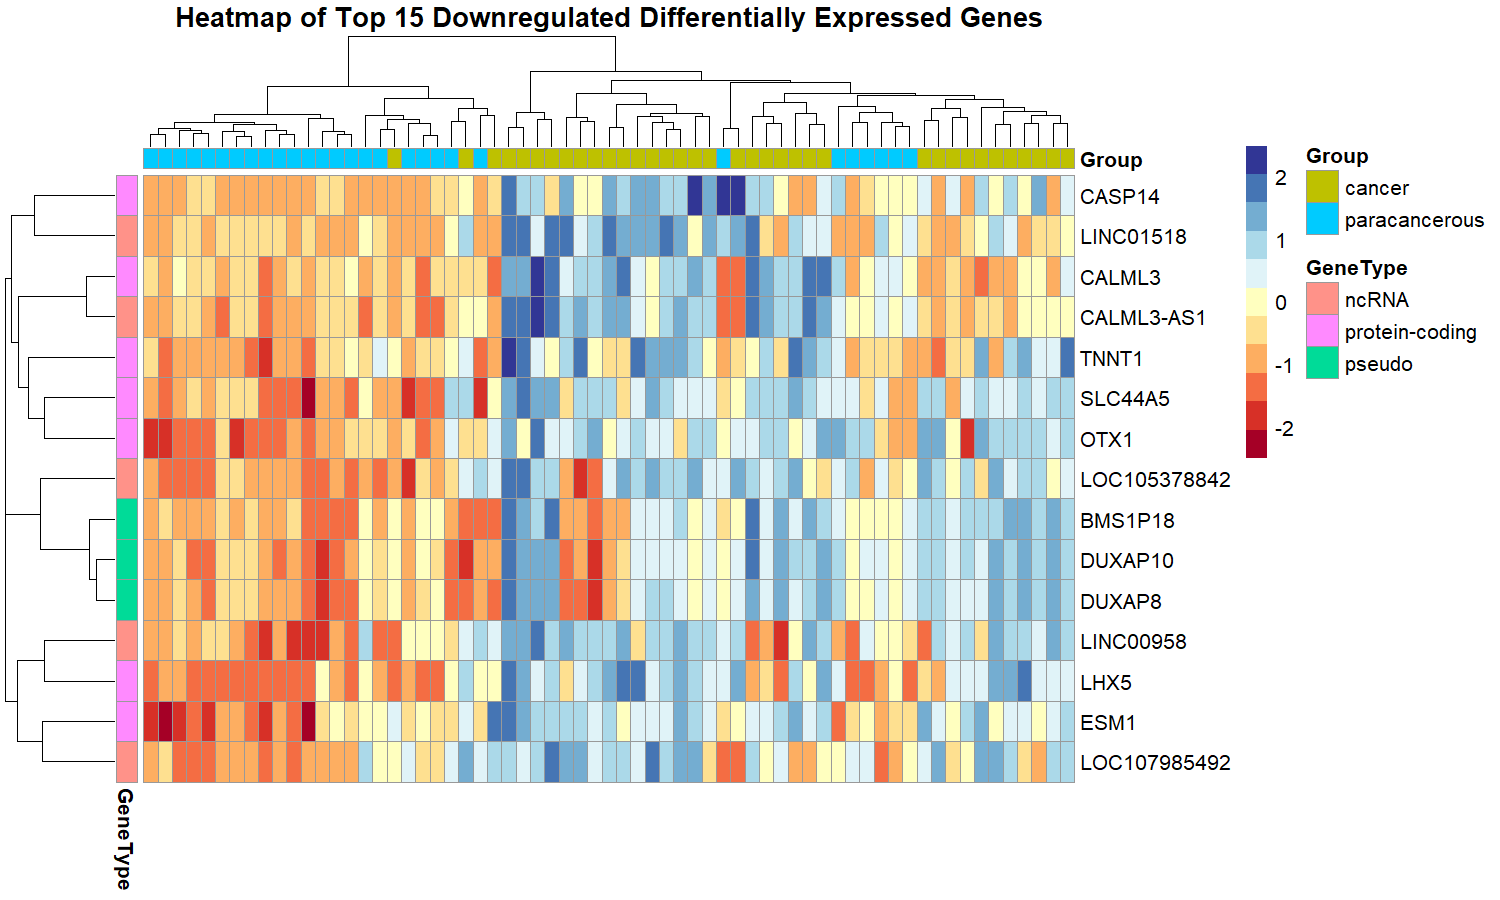 Heatmap of Top 15 Downregulated Differentially Expressed Genes
Group
CASP14
LINC01518
CALML3
CALML3-AS1
TNNT1
SLC44A5
OTX1
LOC105378842
BMS1P18
DUXAP10
DUXAP8
LINC00958
LHX5
ESM1
LOC107985492
GeneType
2
1
0
-1
-2
Group
cancer
paracancerous
GeneType
ncRNA
protein-coding
pseudo